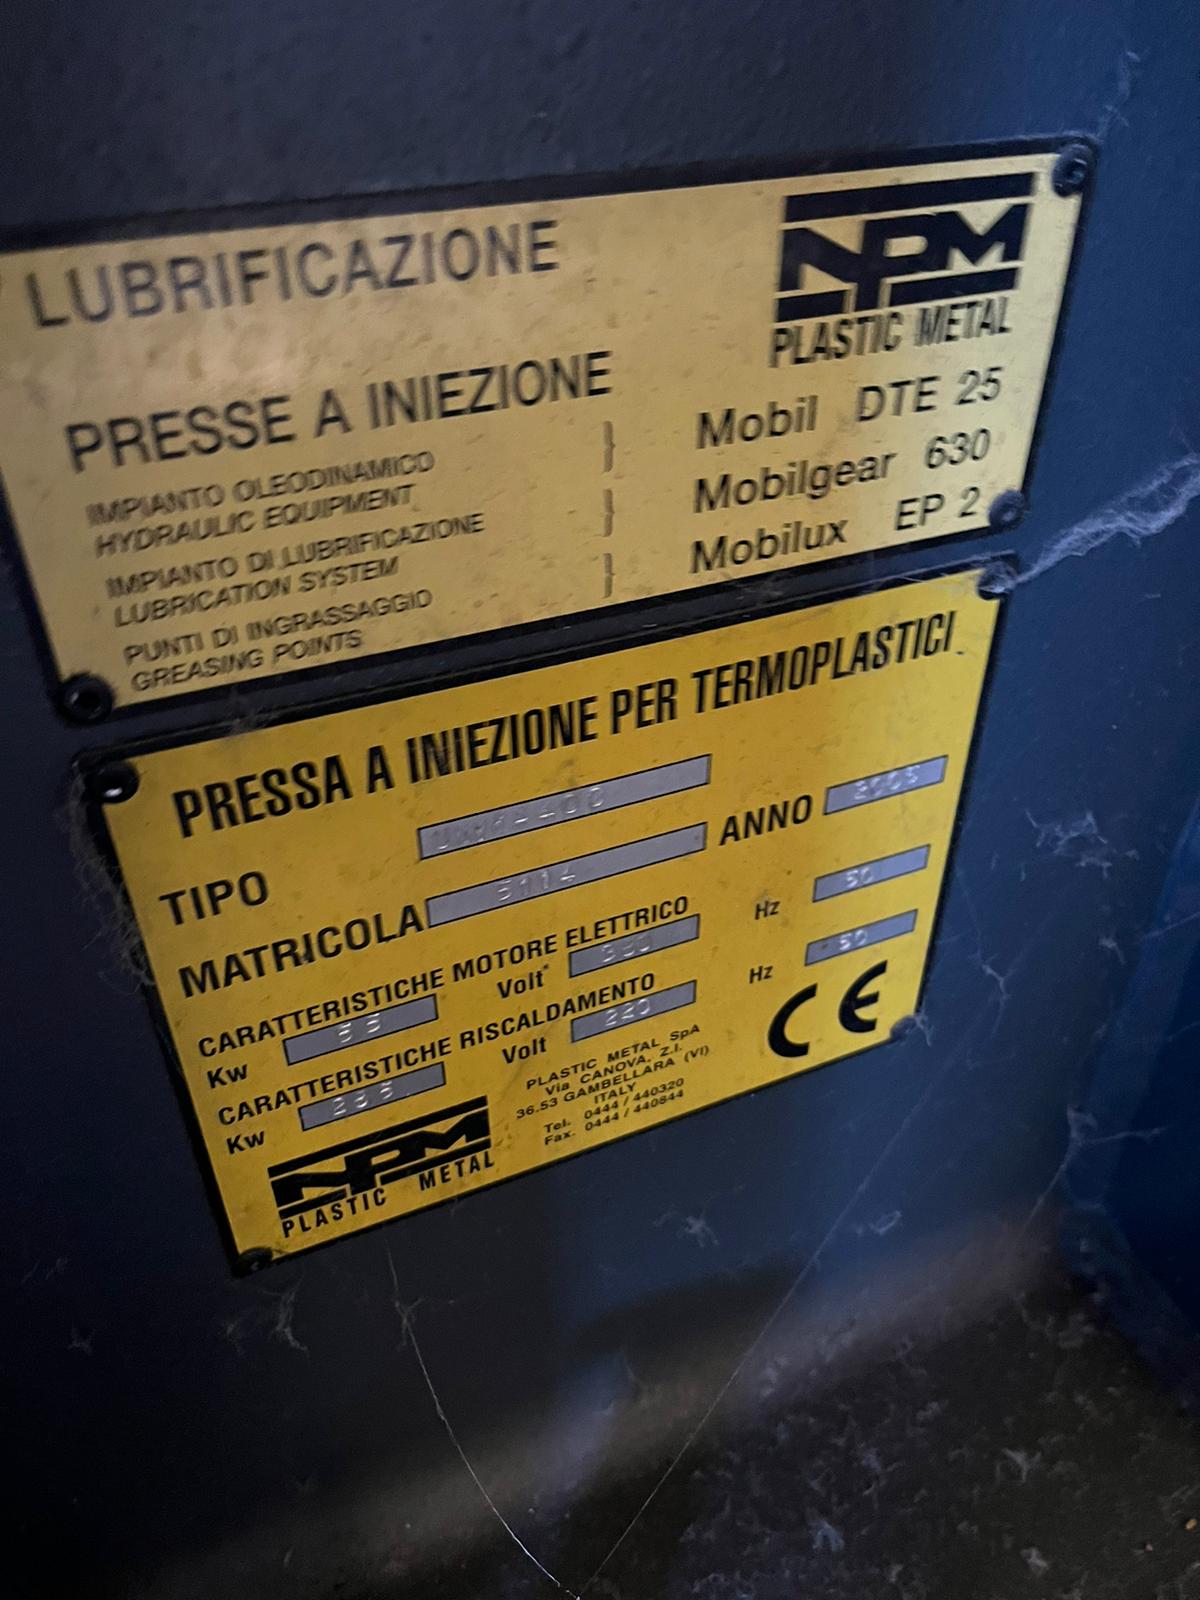 LUBRIFICAZIONE
NPM
PLASTIC METAL
PRESSE A INIEZIONE
IMPIANTO OLEODINAMICO
HYDRAULIC EQUIPMENT
} Mobil DTE 25
IMPIANTO DI LUBRIFICAZIONE
LUBRICATION SYSTEM
} Mobilgear 630
PUNTI DI INGRASSAGGIO
GREASING POINTS
} Mobilux EP 2
PRESSA A INIEZIONE PER TERMOPLASTICI
TIPO
MATRICOLA 5114 ANNO 2005
CARATTERISTICHE MOTORE ELETTRICO
Kw Volt Hz 50
CARATTERISTICHE RISCALDAMENTO
Kw Volt 220 Hz 50
NPM
PLASTIC METAL
PLASTIC METAL SpA
Via CANOVA, Z.I.
36.53 GAMBELLARA (VI)
ITALY
Tel. 0444 / 440320
Fax. 0444 / 440844
CE